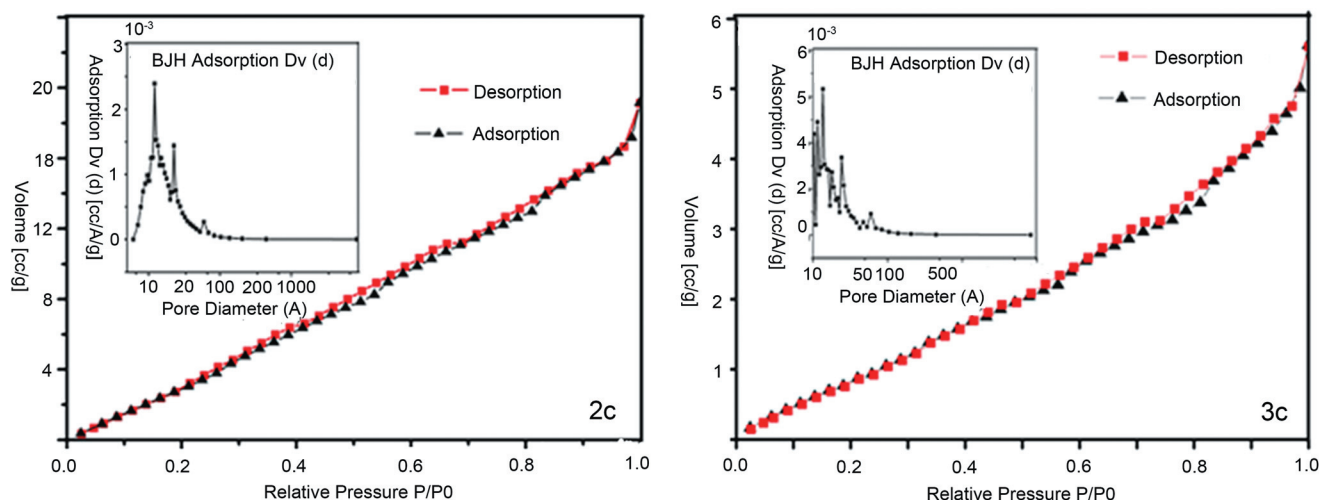 20
18
12
8
4
Voleme [cc/g]
0.0 0.2 0.4 0.6 0.8 1.0
Relative Pressure P/P0
10-3
3
2
1
0
Adsorption Dv (d) [cc/A/g]
BJH Adsorption Dv (d)
10 20 100 200 1000
Pore Diameter (A)
Desorption
Adsorption
2c
6
5
4
3
2
1
Volume [cc/g]
0.0 0.2 0.4 0.6 0.8 1.0
Relative Pressure P/P0
10-3
6
5
4
2
0
Adsorption Dv (d) [cc/A/g]
BJH Adsorption Dv (d)
10 50 100 500
Pore Diameter (A)
Desorption
Adsorption
3c